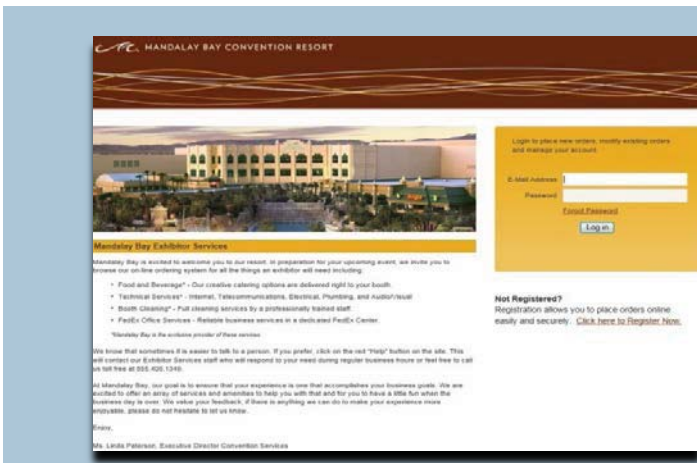 MANDALAY BAY CONVENTION RESORT
Login to place new orders, modify existing orders
and manage your account.
E-Mail Address
Password
Forgot Password
Log in
Mandalay Bay Exhibitor Services
Mandalay Bay is excited to welcome you to our resort. In preparation for your upcoming event, we invite you to
browse our on-line ordering system for all the things an exhibitor will need including:
• Food and Beverage* - Our creative catering options are delivered right to your booth.
• Technical Services* - Internet, Telecommunications, Electrical, Plumbing, and Audio/Visual
• Booth Cleaning* - Full cleaning services by a professionally trained staff.
• FedEx Office Services - Reliable business services in a dedicated FedEx Center.
*Mandalay Bay is the exclusive provider of these services
We know that sometimes it is easier to talk to a person. If you prefer, click on the red "Help" button on the site. This
will contact our Exhibitor Services staff who will respond to your need during regular business hours or feel free to call
us toll free at
At Mandalay Bay, our goal is to ensure that your experience is one that accomplishes your business goals. We are
excited to offer an array of services and amenities to help you with that and for you to have a little fun when the
business day is over. We value your feedback, if there is anything we can do to make your experience more
enjoyable, please do not hesitate to let us know.
Enjoy,
Ms. Linda Peterson, Executive Director Convention Services
Not Registered?
Registration allows you to place orders online
easily and securely. Click here to Register Now.